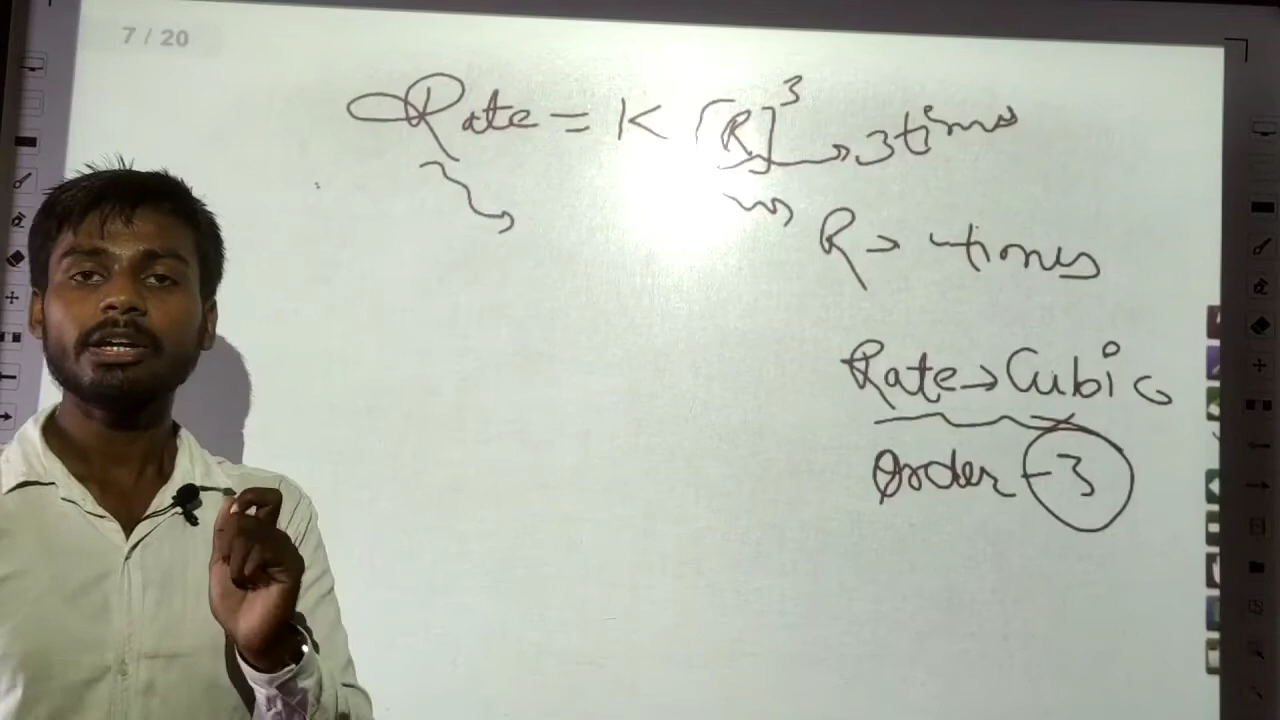 7 / 20
Rate = K [R]³ → 3 times
R → times
Rate → Cubic
Order - 3